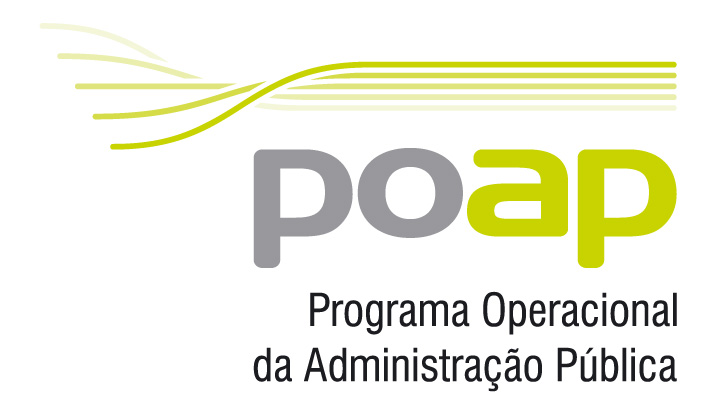 poap
Programa Operacional
da Administração Pública